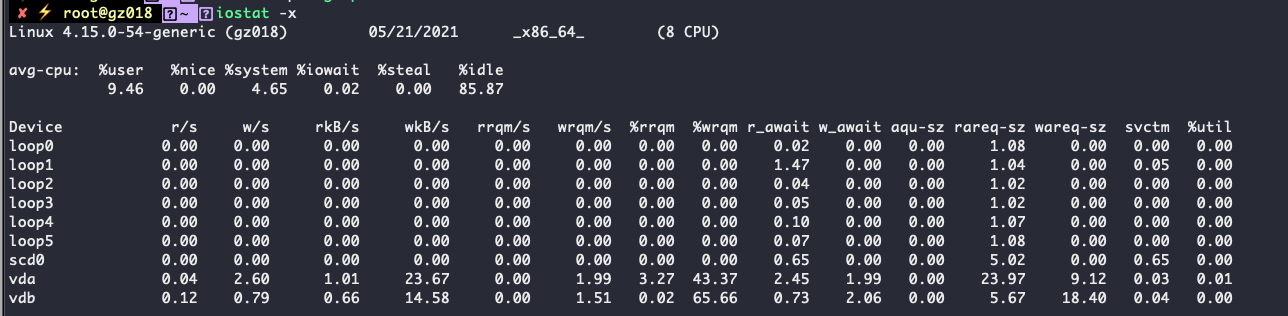 ✘ ⚡ root@gz018 ~ iostat -x
Linux 4.15.0-54-generic (gz018) 05/21/2021 _x86_64_ (8 CPU)
avg-cpu: %user %nice %system %iowait %steal %idle
9.46 0.00 4.65 0.02 0.00 85.87
Device r/s w/s rkB/s wkB/s rrqm/s wrqm/s %rrqm %wrqm r_await w_await aqu-sz rareq-sz wareq-sz svctm %util
loop0 0.00 0.00 0.00 0.00 0.00 0.00 0.00 0.00 0.02 0.00 0.00 1.08 0.00 0.00 0.00
loop1 0.00 0.00 0.00 0.00 0.00 0.00 0.00 0.00 1.47 0.00 0.00 1.04 0.00 0.05 0.00
loop2 0.00 0.00 0.00 0.00 0.00 0.00 0.00 0.00 0.04 0.00 0.00 1.02 0.00 0.00 0.00
loop3 0.00 0.00 0.00 0.00 0.00 0.00 0.00 0.00 0.05 0.00 0.00 1.02 0.00 0.00 0.00
loop4 0.00 0.00 0.00 0.00 0.00 0.00 0.00 0.00 0.10 0.00 0.00 1.07 0.00 0.00 0.00
loop5 0.00 0.00 0.00 0.00 0.00 0.00 0.00 0.00 0.07 0.00 0.00 1.08 0.00 0.00 0.00
scd0 0.00 0.00 0.00 0.00 0.00 0.00 0.00 0.00 0.65 0.00 0.00 5.02 0.00 0.65 0.00
vda 0.04 2.60 1.01 23.67 0.00 1.99 3.27 43.37 2.45 1.99 0.00 23.97 9.12 0.03 0.01
vdb 0.12 0.79 0.66 14.58 0.00 1.51 0.02 65.66 0.73 2.06 0.00 5.67 18.40 0.04 0.00